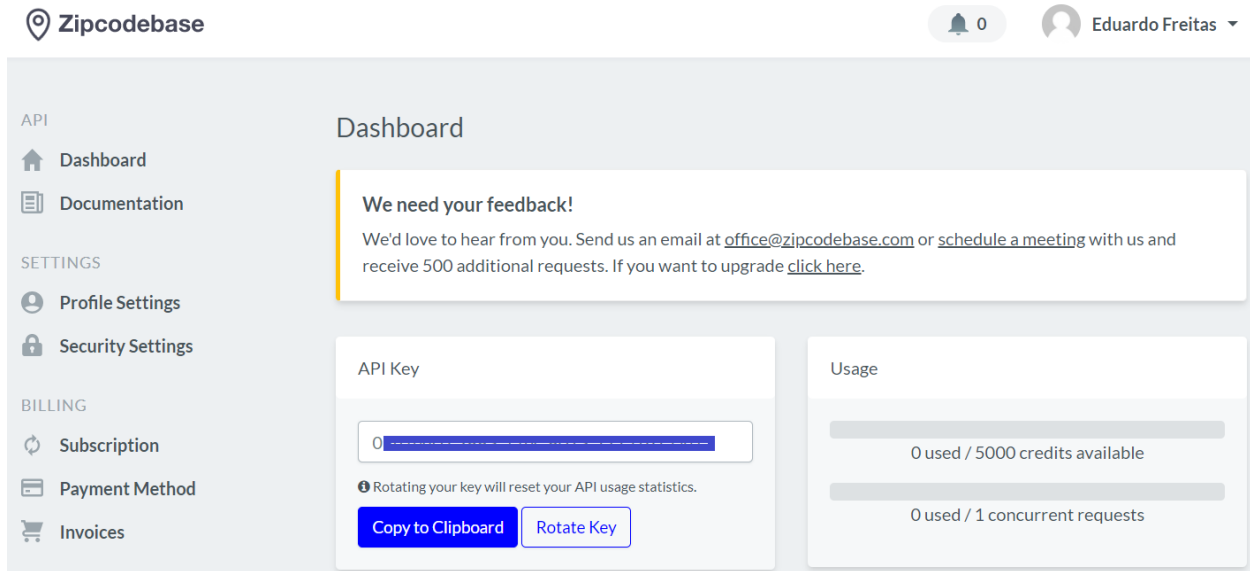 Zipcodebase
0
Eduardo Freitas
API
Dashboard
Documentation
SETTINGS
Profile Settings
Security Settings
BILLING
Subscription
Payment Method
Invoices
Dashboard
We need your feedback!
We'd love to hear from you. Send us an email at office@zipcodebase.com or schedule a meeting with us and
receive 500 additional requests. If you want to upgrade click here.
API Key
0
Rotating your key will reset your API usage statistics.
Copy to Clipboard
Rotate Key
Usage
0 used / 5000 credits available
0 used / 1 concurrent requests